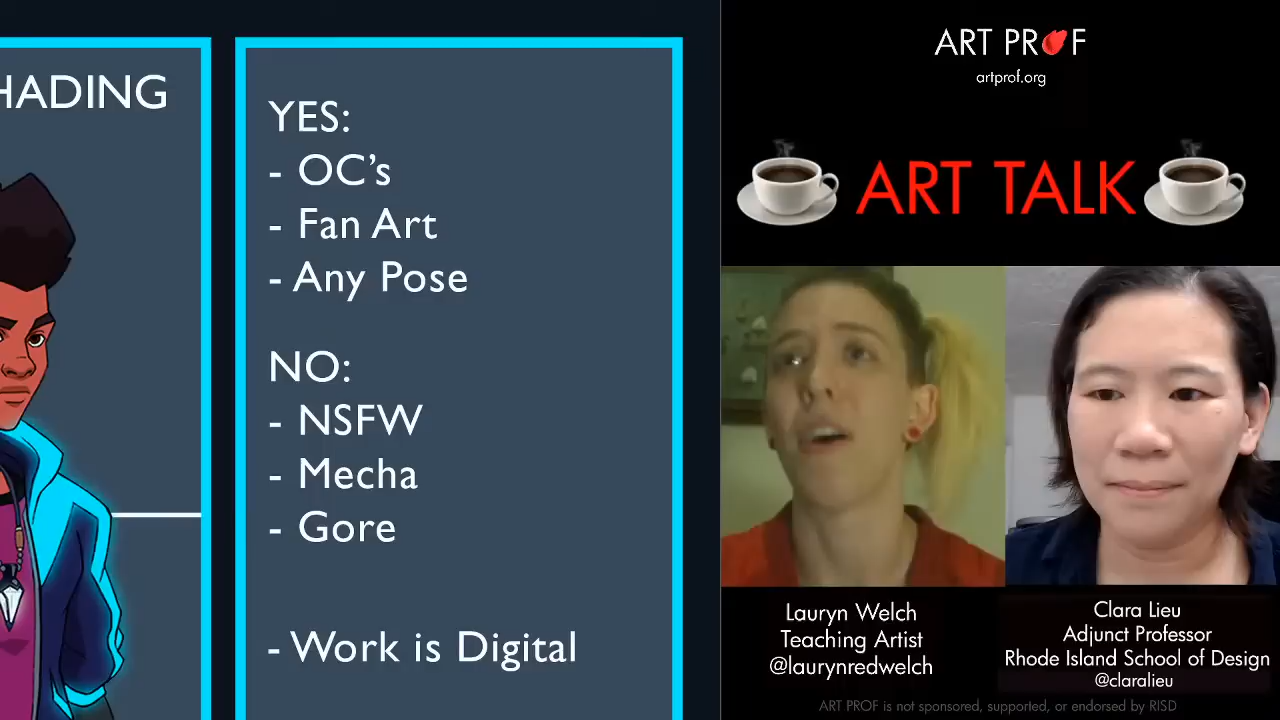 HADING
YES:
- OC's
- Fan Art
- Any Pose
NO:
- NSFW
- Mecha
- Gore
- Work is Digital
ART PROF
artprof.org
ART TALK
Lauryn Welch
Teaching Artist
@laurynredwelch
Clara Lieu
Adjunct Professor
Rhode Island School of Design
@claralieu
ART PROF is not sponsored, supported, or endorsed by RISD